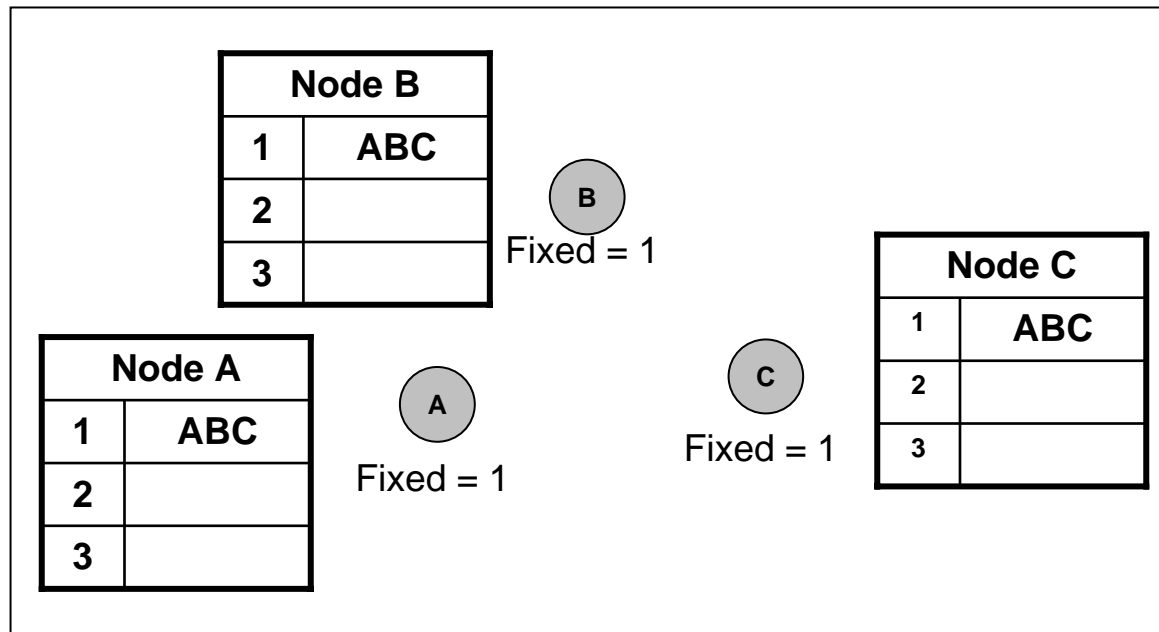 Node B
1 ABC
2
3
B
Fixed = 1
Node A
1 ABC
2
3
A
Fixed = 1
C
Fixed = 1
Node C
1 ABC
2
3